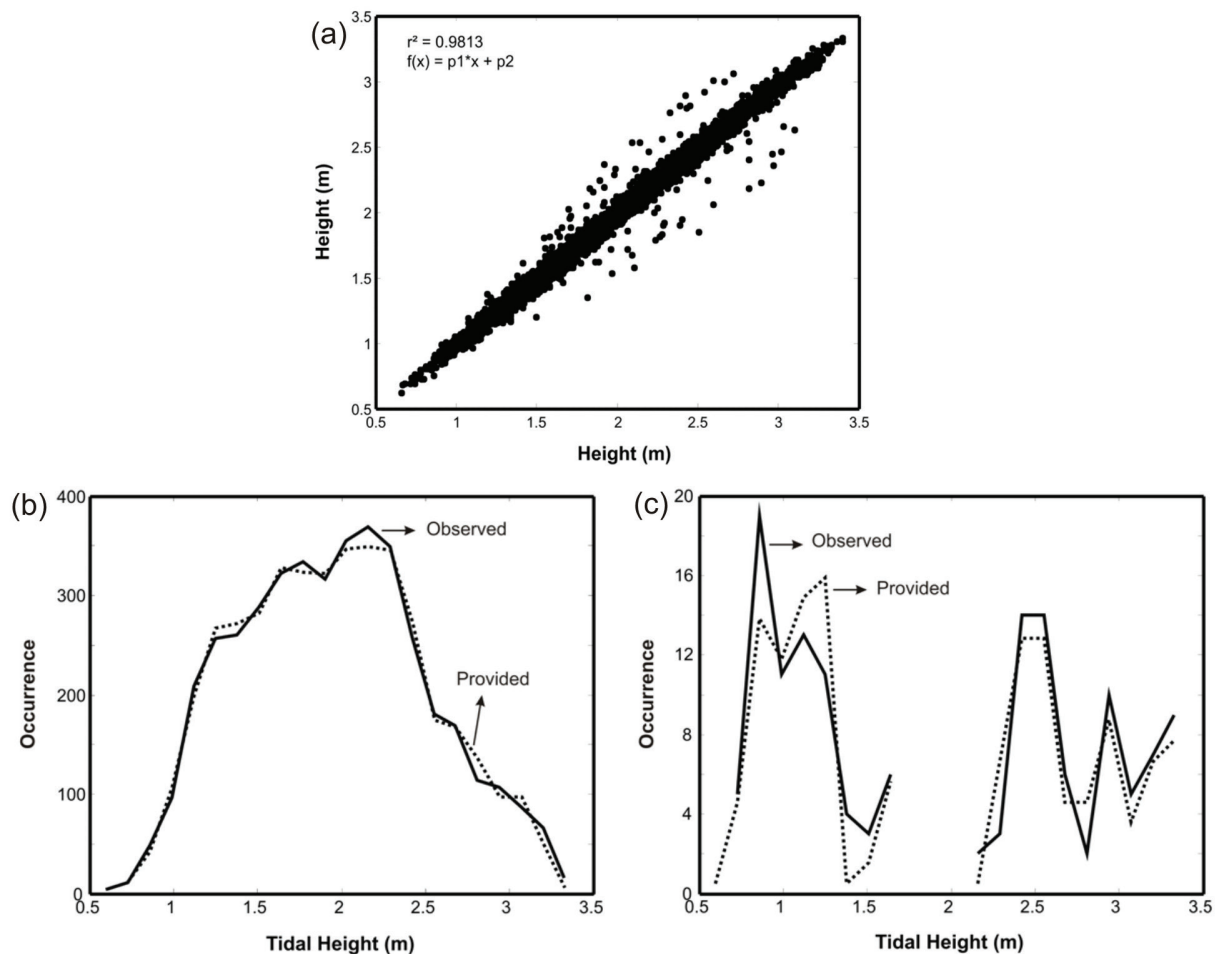 (a)
r² = 0.9813
f(x) = p1*x + p2
Height (m)
3.5
3
2.5
2
1.5
1
0.5
0.5 1 1.5 2 2.5 3 3.5
Height (m)
(b)
Occurrence
400
300
200
100
0
Observed
Provided
0.5 1 1.5 2 2.5 3 3.5
Tidal Height (m)
(c)
Occurrence
20
16
12
8
4
0
Observed
Provided
0.5 1 1.5 2 2.5 3 3.5
Tidal Height (m)